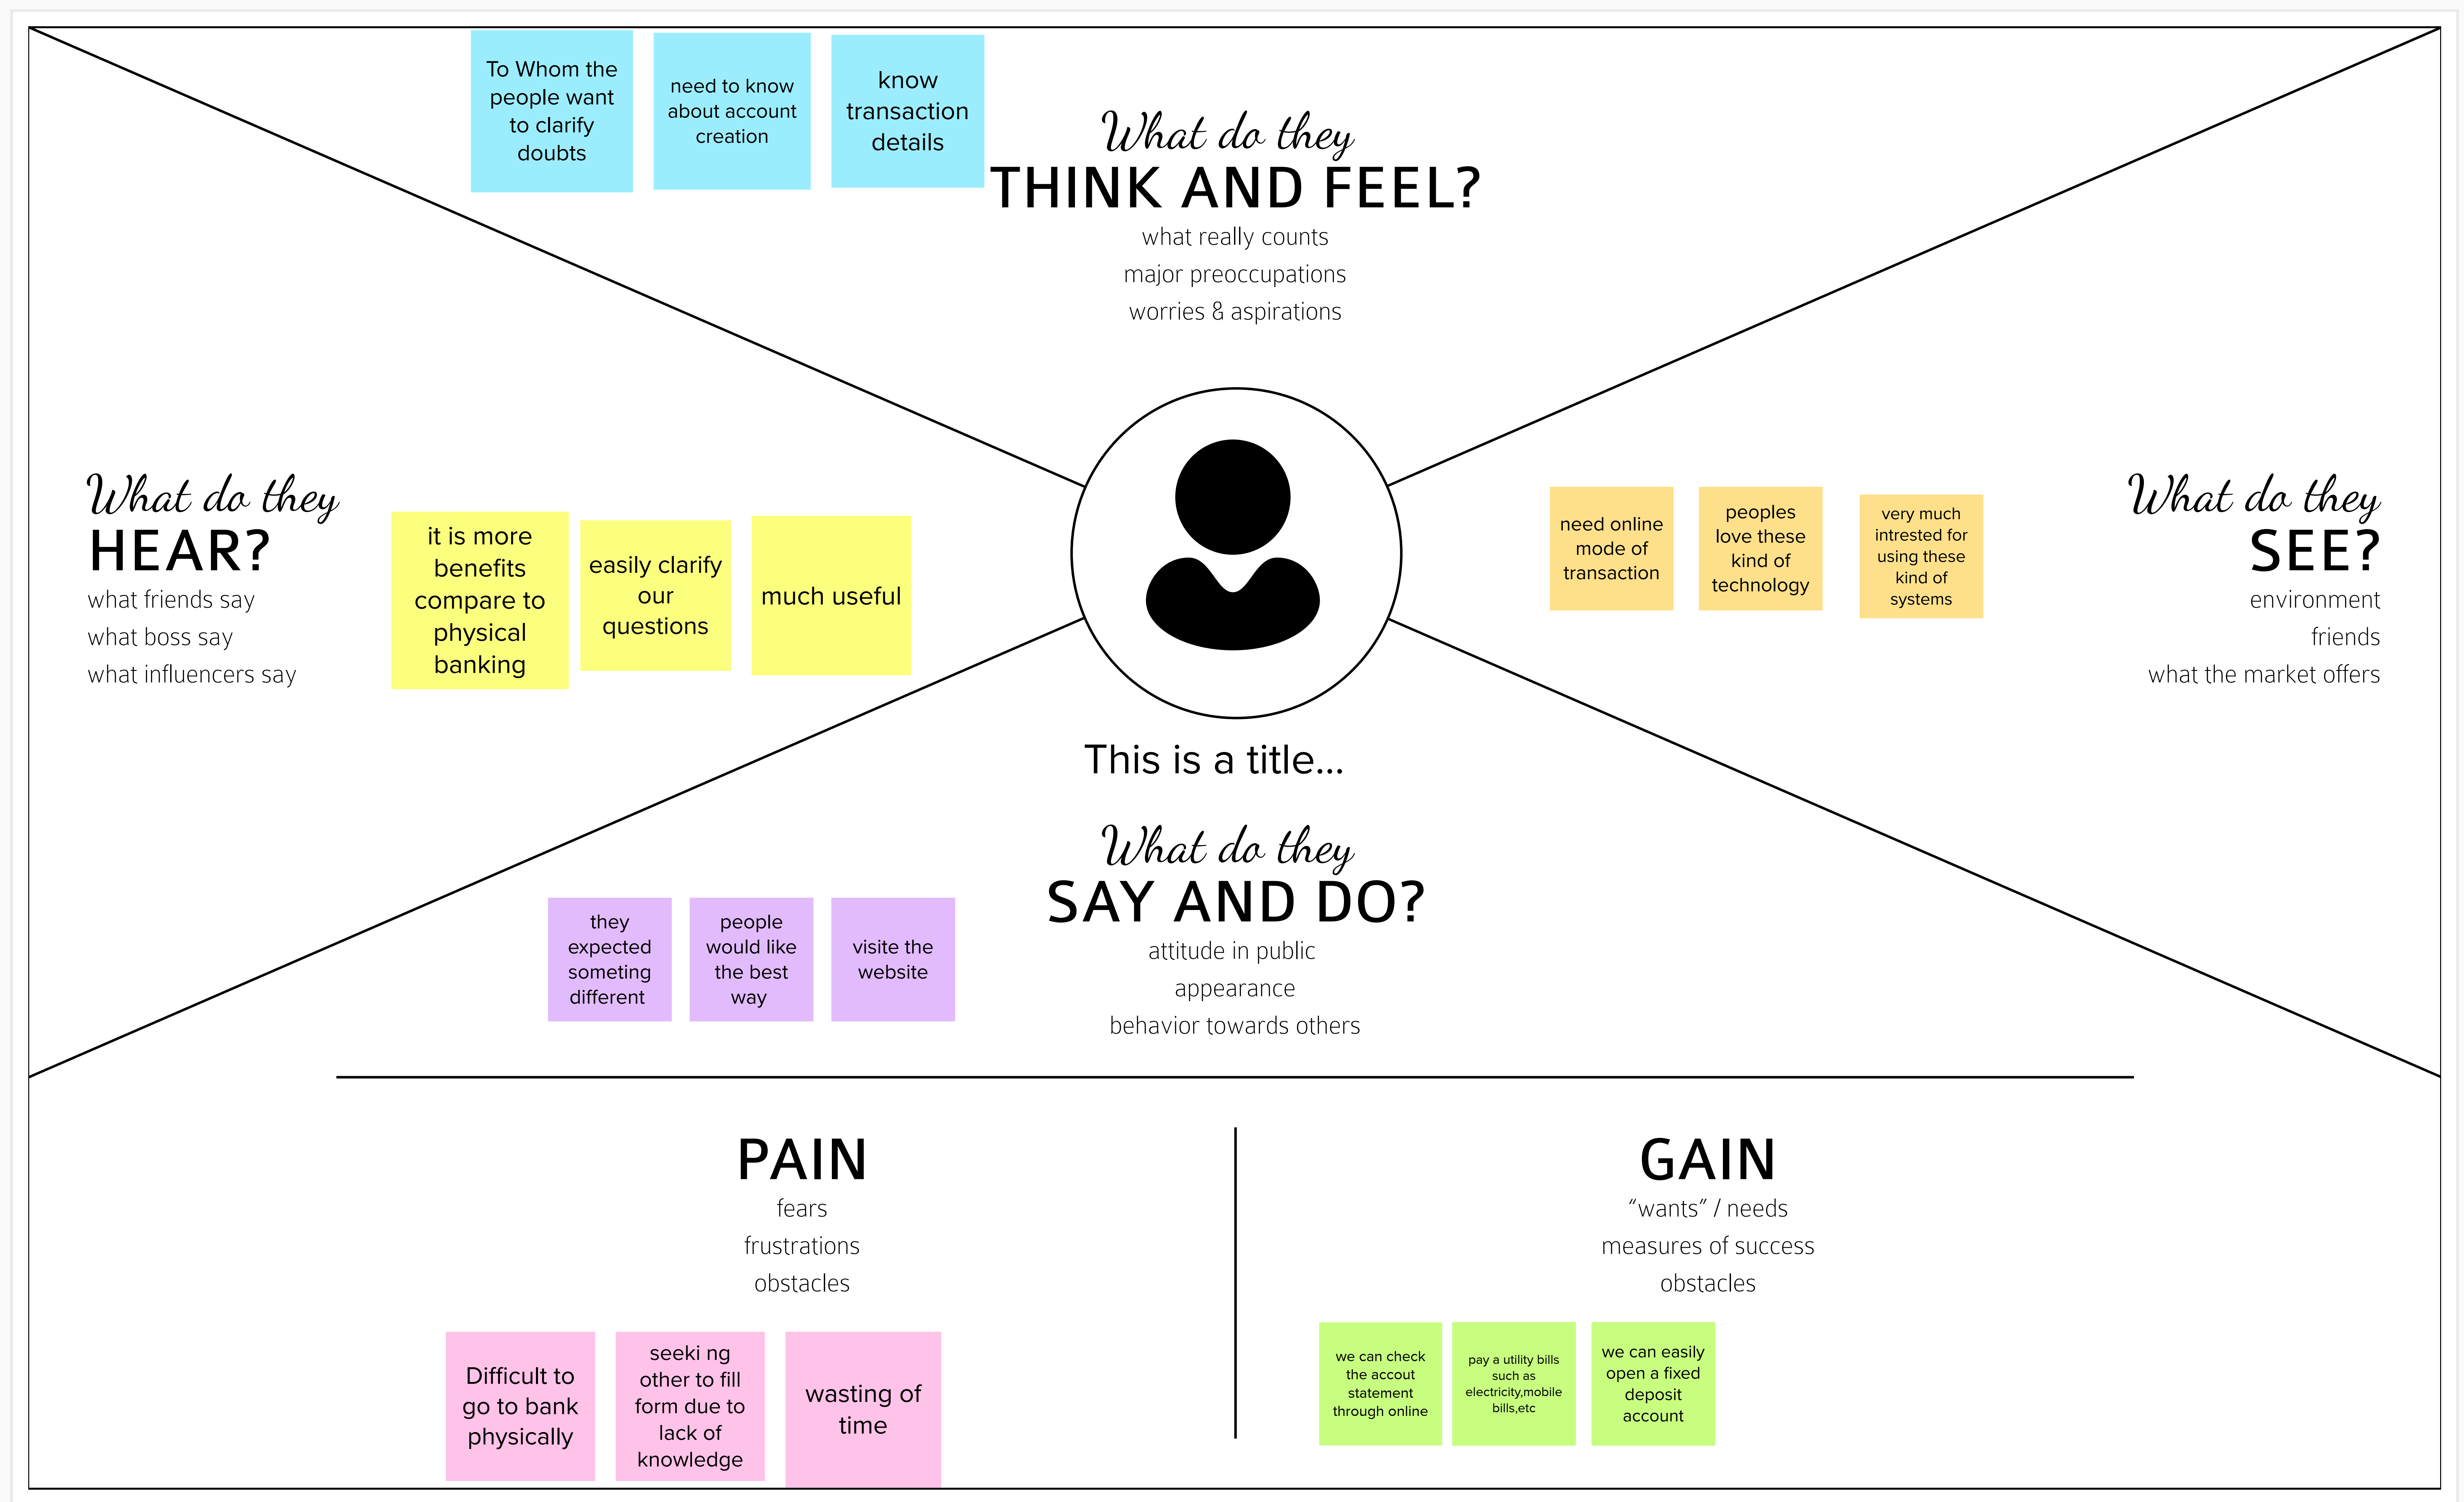 To Whom the
people want
to clarify
doubts
need to know
about account
creation
know
transaction
details
What do they
THINK AND FEEL?
what really counts
major preoccupations
worries & aspirations
What do they
HEAR?
what friends say
what boss say
what influencers say
it is more
benefits
compare to
physical
banking
easily clarify
our
questions
much useful
need online
mode of
transaction
peoples
love these
kind of
technology
very much
intrested for
using these
kind of
systems
What do they
SEE?
environment
friends
what the market offers
This is a title...
What do they
SAY AND DO?
attitude in public
appearance
behavior towards others
they
expected
someting
different
people
would like
the best
way
visite the
website
PAIN
fears
frustrations
obstacles
Difficult to
go to bank
physically
seeki ng
other to fill
form due to
lack of
knowledge
wasting of
time
GAIN
“wants” / needs
measures of success
obstacles
we can check
the accout
statement
through online
pay a utility bills
such as
electricity,mobile
bills,etc
we can easily
open a fixed
deposit
account